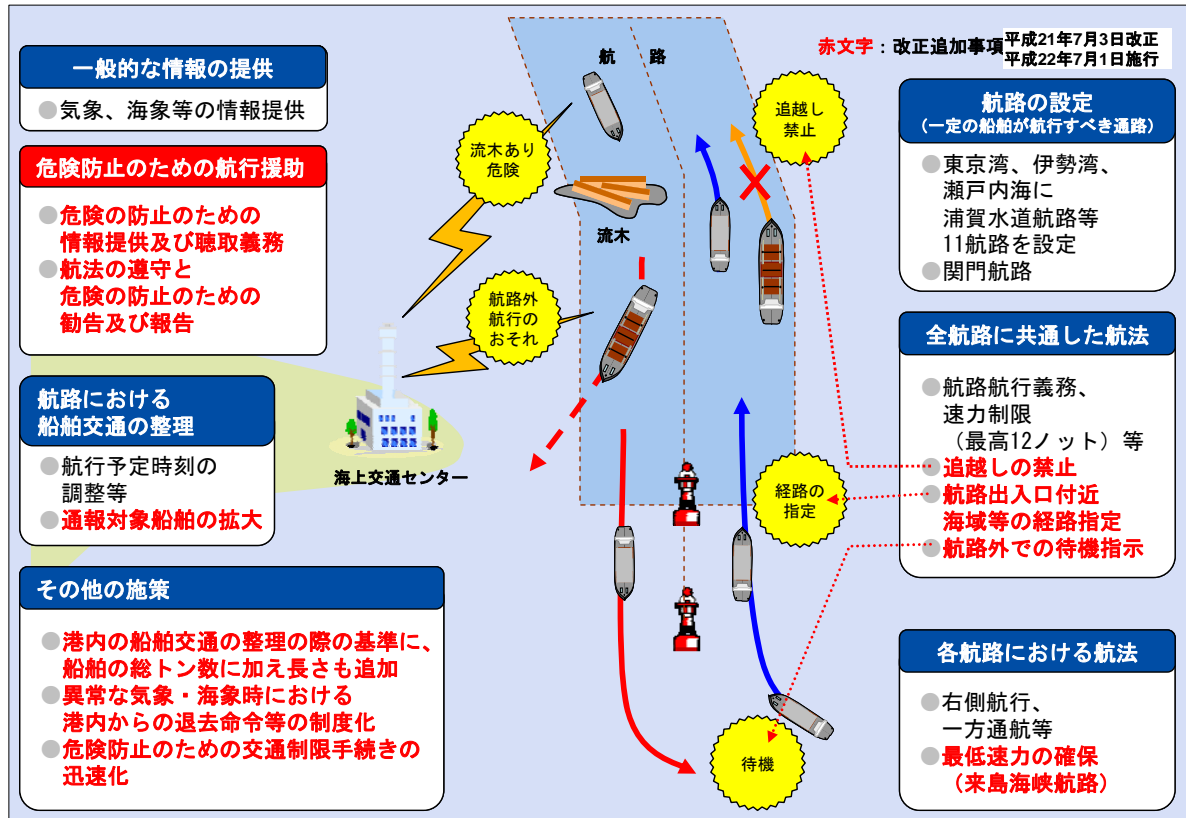 赤文字：改正追加事項
平成21年7月3日改正
平成22年7月1日施行
一般的な情報の提供
●気象、海象等の情報提供
危険防止のための航行援助
●危険の防止のための
情報提供及び聴取義務
●航法の遵守と
危険の防止のための
勧告及び報告
航路における
船舶交通の整理
●航行予定時刻の
調整等
●通報対象船舶の拡大
その他の施策
●港内の船舶交通の整理の際の基準に、
船舶の総トン数に加え長さも追加
●異常な気象・海象時における
港内からの退去命令等の制度化
●危険防止のための交通制限手続きの
迅速化
航路
流木あり
危険
流木
航路外
航行の
おそれ
海上交通センター
追越し
禁止
経路の
指定
待機
航路の設定
（一定の船舶が航行すべき通路）
●東京湾、伊勢湾、
瀬戸内海に
浦賀水道航路等
11航路を設定
●関門航路
全航路に共通した航法
●航路航行義務、
速力制限
（最高12ノット）等
●追越しの禁止
●航路出入口付近
海域等の経路指定
●航路外での待機指示
各航路における航法
●右側航行、
一方通航等
●最低速力の確保
（来島海峡航路）